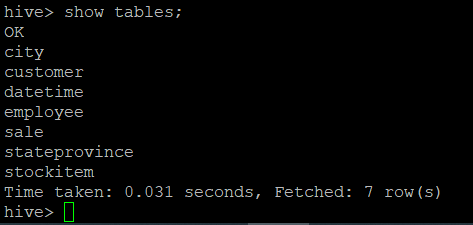 hive> show tables;
OK
city
customer
datetime
employee
sale
stateprovince
stockitem
Time taken: 0.031 seconds, Fetched: 7 row(s)
hive>